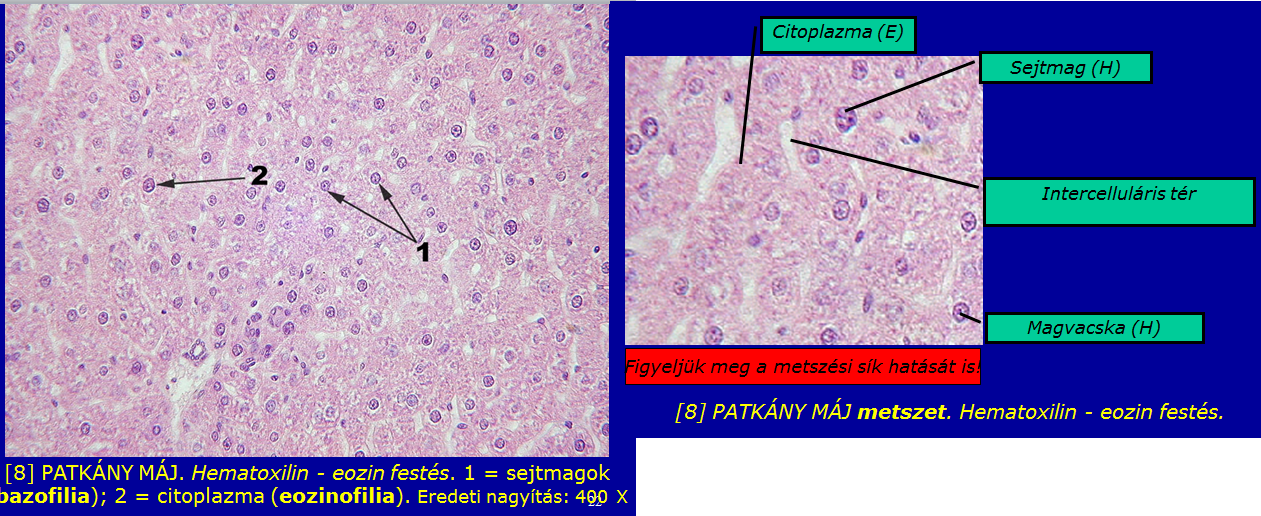 2
1
[8] PATKÁNY MÁJ. Hematoxilin - eozin festés. 1 = sejtmagok
bazofilia); 2 = citoplazma (eozinofilia). Eredeti nagyítás: 400 X
22
Citoplazma (E)
Sejtmag (H)
Intercelluláris tér
Magvacska (H)
Figyeljük meg a metszési sík hatását is!
[8] PATKÁNY MÁJ metszet. Hematoxilin - eozin festés.